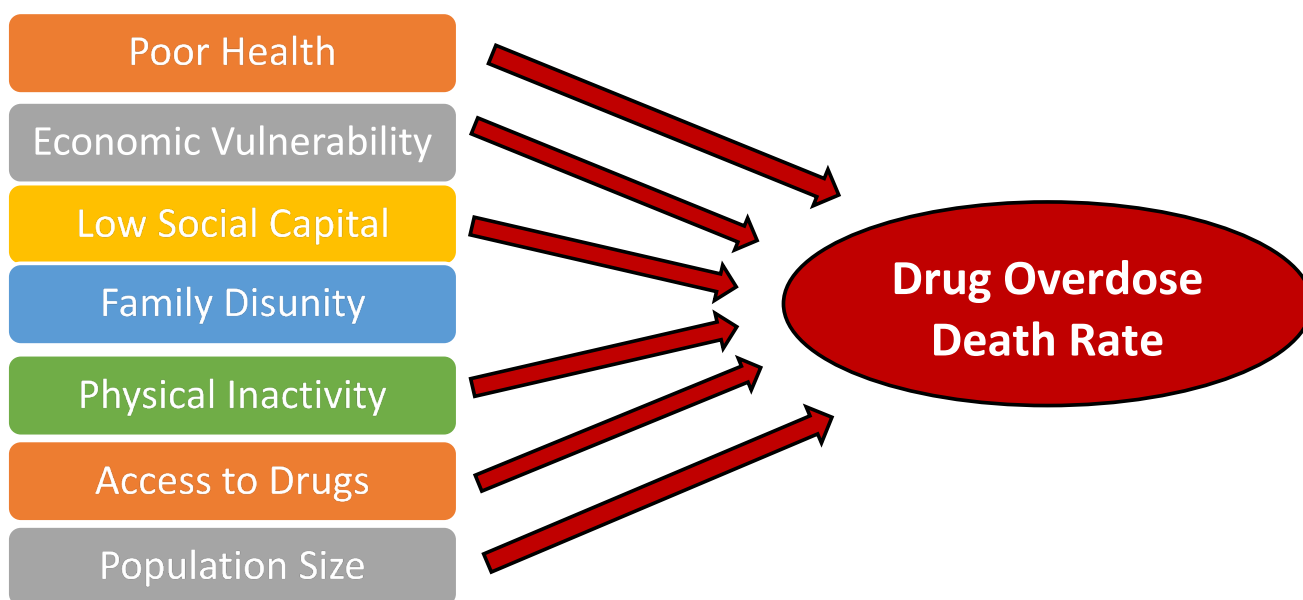 Poor Health
Economic Vulnerability
Low Social Capital
Family Disunity
Physical Inactivity
Access to Drugs
Population Size
Drug Overdose
Death Rate